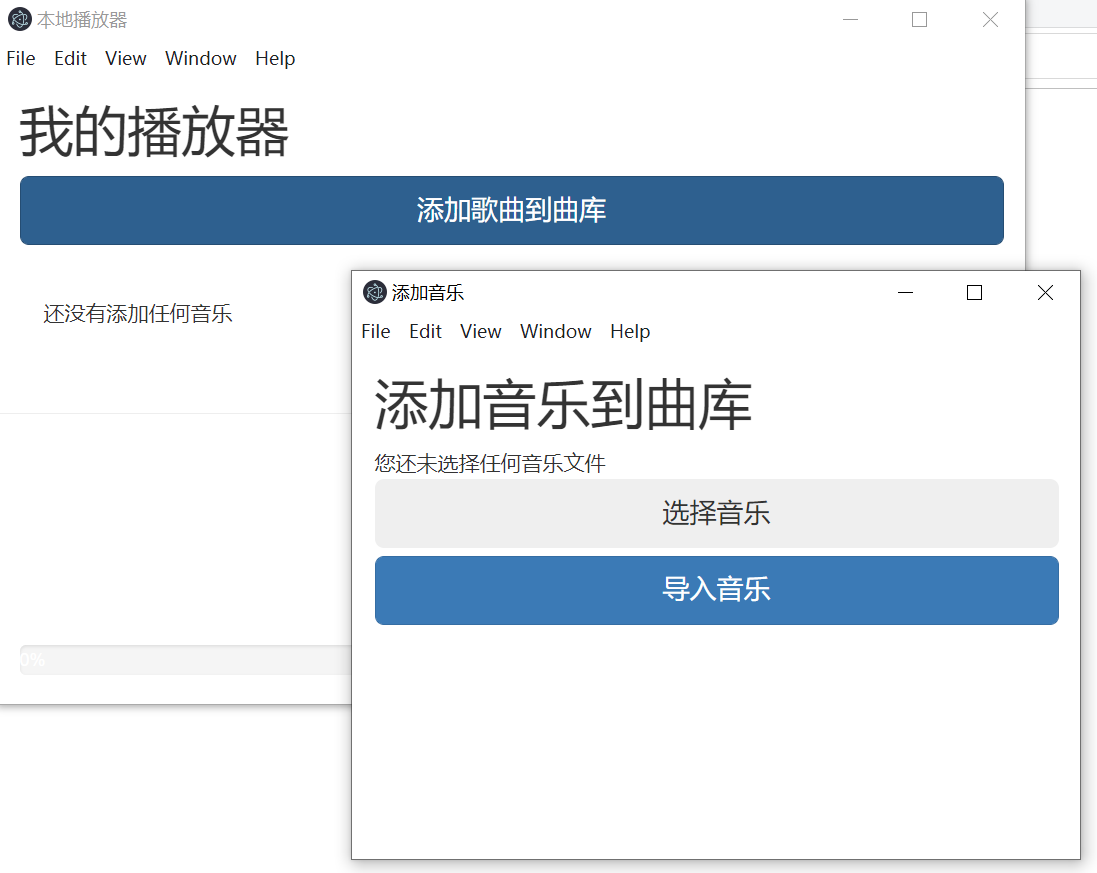 本地播放器
File Edit View Window Help
我的播放器
添加歌曲到曲库
还没有添加任何音乐
0%
添加音乐
File Edit View Window Help
添加音乐到曲库
您还未选择任何音乐文件
选择音乐
导入音乐